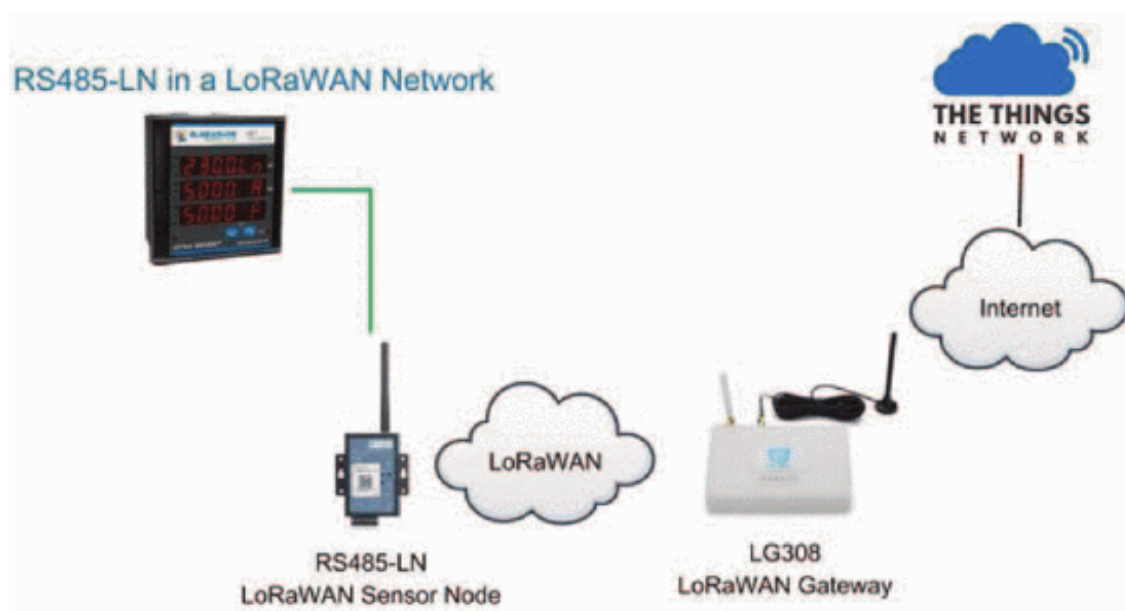 RS485-LN in a LoRaWAN Network
THE THINGS
NETWORK
Internet
LoRaWAN
RS485-LN
LoRaWAN Sensor Node
LG308
LoRaWAN Gateway